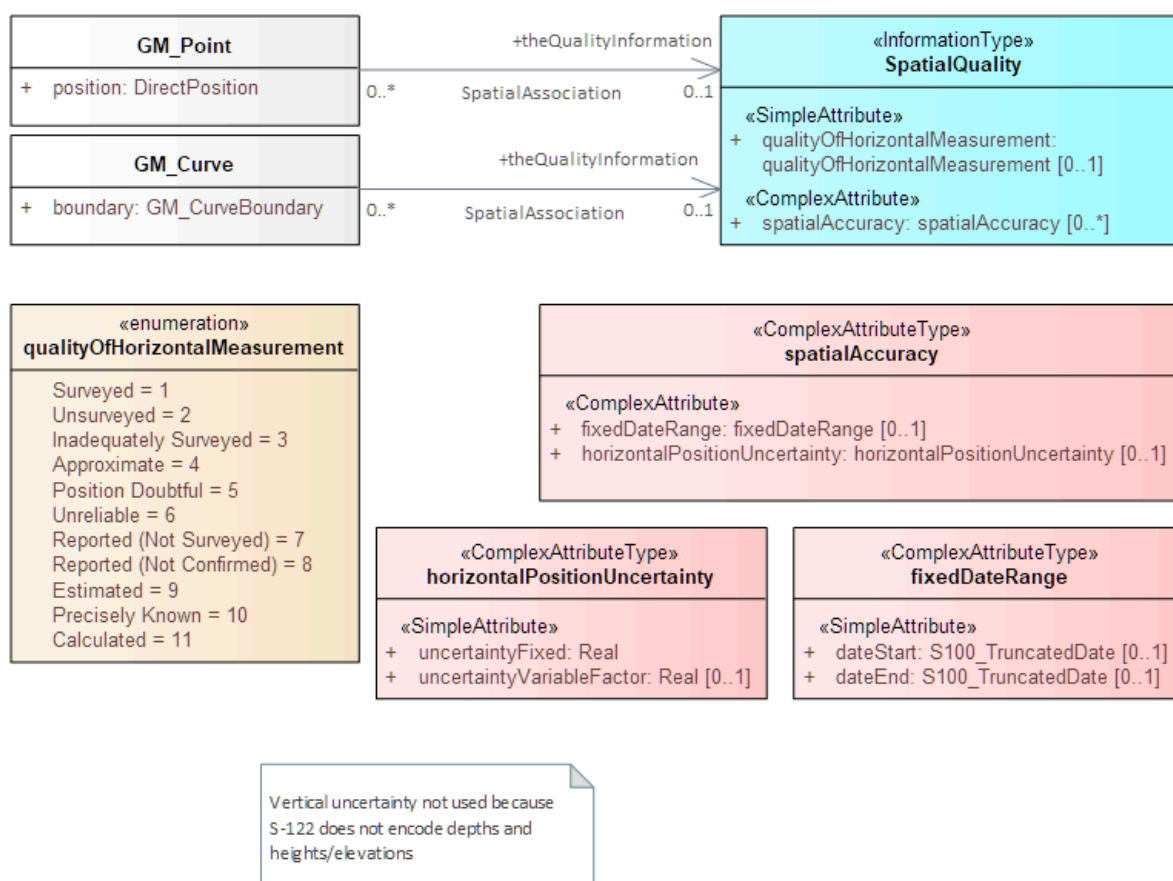 GM_Point
+ position: DirectPosition
+theQualityInformation
0..* SpatialAssociation 0..1
«InformationType»
SpatialQuality
«SimpleAttribute»
+ qualityOfHorizontalMeasurement:
qualityOfHorizontalMeasurement [0..1]
«ComplexAttribute»
+ spatialAccuracy: spatialAccuracy [0..*]
GM_Curve
+ boundary: GM_CurveBoundary
+theQualityInformation
0..* SpatialAssociation 0..1
«enumeration»
qualityOfHorizontalMeasurement
Surveyed = 1
Unsurveyed = 2
Inadequately Surveyed = 3
Approximate = 4
Position Doubtful = 5
Unreliable = 6
Reported (Not Surveyed) = 7
Reported (Not Confirmed) = 8
Estimated = 9
Precisely Known = 10
Calculated = 11
«ComplexAttributeType»
spatialAccuracy
«ComplexAttribute»
+ fixedDateRange: fixedDateRange [0..1]
+ horizontalPositionUncertainty: horizontalPositionUncertainty [0..1]
«ComplexAttributeType»
horizontalPositionUncertainty
«SimpleAttribute»
+ uncertaintyFixed: Real
+ uncertaintyVariableFactor: Real [0..1]
«ComplexAttributeType»
fixedDateRange
«SimpleAttribute»
+ dateStart: S100_TruncatedDate [0..1]
+ dateEnd: S100_TruncatedDate [0..1]
Vertical uncertainty not used because
S-122 does not encode depths and
heights/elevations